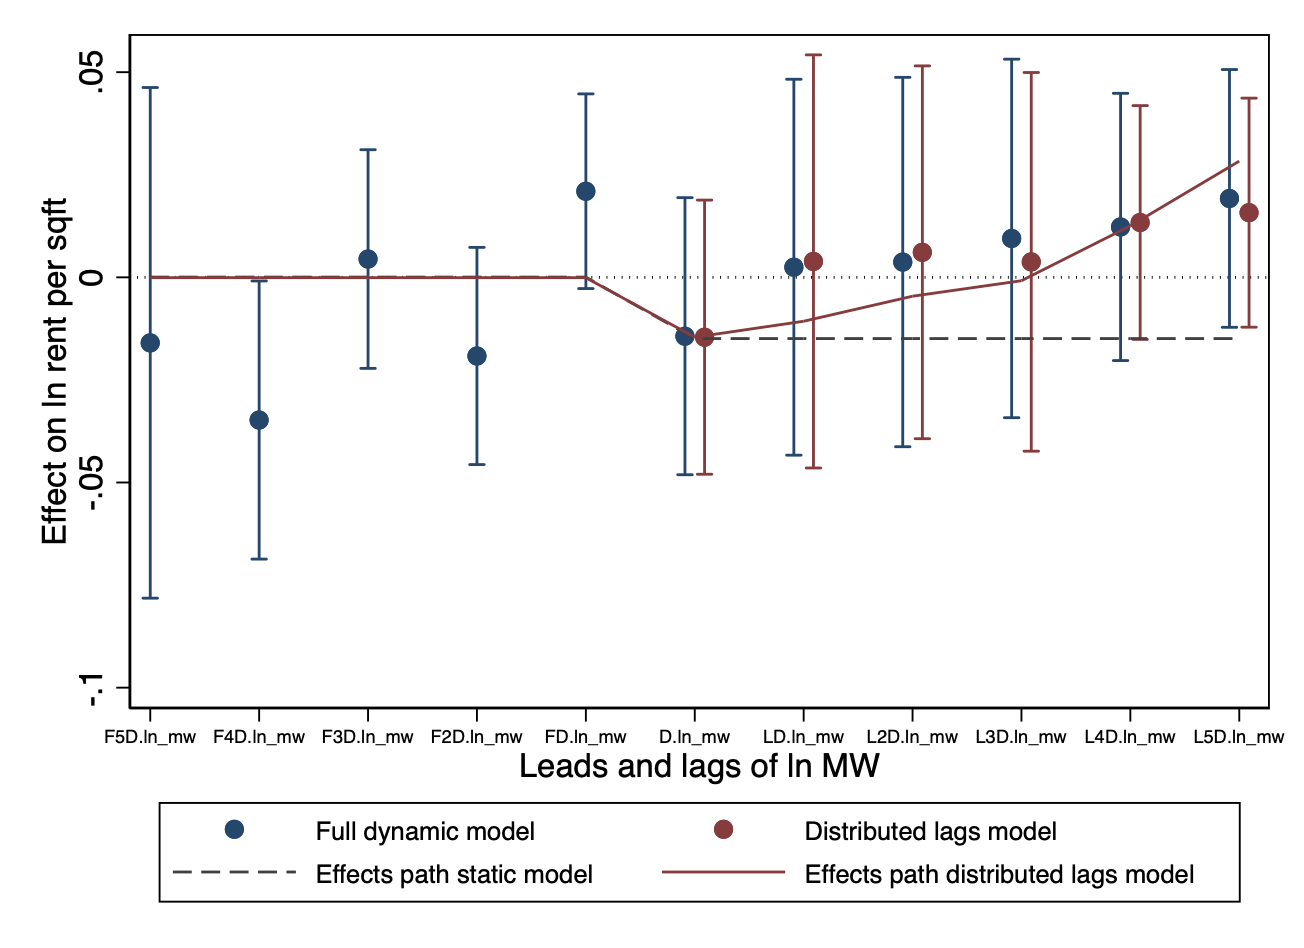 Effect on ln rent per sqft
.05
0
-.05
-.1
F5D.ln_mw F4D.ln_mw F3D.ln_mw F2D.ln_mw FD.ln_mw D.ln_mw LD.ln_mw L2D.ln_mw L3D.ln_mw L4D.ln_mw L5D.ln_mw
Leads and lags of ln MW
Full dynamic model Distributed lags model
Effects path static model Effects path distributed lags model